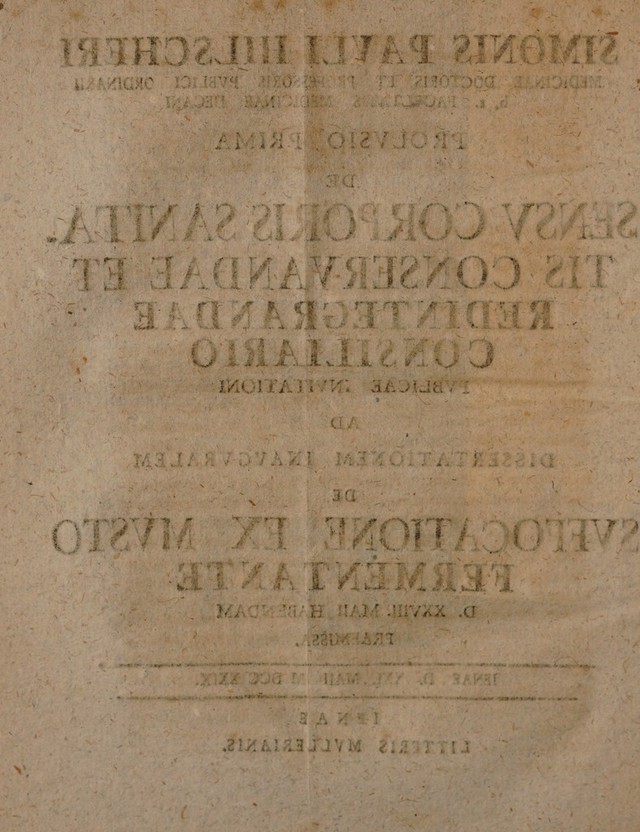 SIMONIS PAVLI HILSCHERI
MEDICINAE DOCTORIS ET PROFESSORIS PVBLICI ORDINARII
h. t. FACULTATIS MEDICINAE DECANI
PROLVSIO PRIMA
DE
SENSV CORPORIS SANITA-
TIS CONSERVANDAE ET
REDINTEGRANDAE
CONSILIARIO
PVBLICAE INVITATIONI
AD
DISSERTATIONEM INAVGVRALEM
DE
SVFFOCATIONE EX MVSTO
FERMENTANTE
D. XXVIII. MAII HABENDAM
PRAEMISSA.
IENAE D. XXI. MAII M DCC XXIX.
IENAE
LITTERIS MVLLERIANIS.